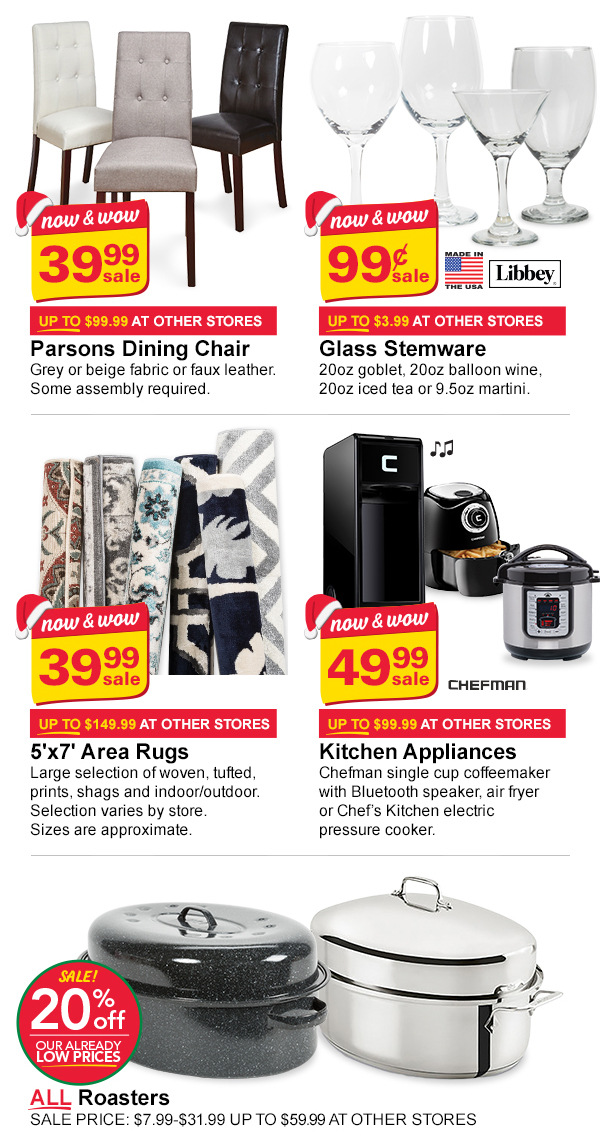 now & wow
39.99
sale
UP TO $99.99 AT OTHER STORES
Parsons Dining Chair
Grey or beige fabric or faux leather.
Some assembly required.
now & wow
99¢
sale
MADE IN
THE USA
Libbey®
UP TO $3.99 AT OTHER STORES
Glass Stemware
20oz goblet, 20oz balloon wine,
20oz iced tea or 9.5oz martini.
now & wow
39.99
sale
UP TO $149.99 AT OTHER STORES
5'x7' Area Rugs
Large selection of woven, tufted,
prints, shags and indoor/outdoor.
Selection varies by store.
Sizes are approximate.
C
now & wow
49.99
sale
CHEFMAN
UP TO $99.99 AT OTHER STORES
Kitchen Appliances
Chefman single cup coffeemaker
with Bluetooth speaker, air fryer
or Chef's Kitchen electric
pressure cooker.
SALE!
20% off
OUR ALREADY
LOW PRICES
ALL Roasters
SALE PRICE: $7.99-$31.99 UP TO $59.99 AT OTHER STORES